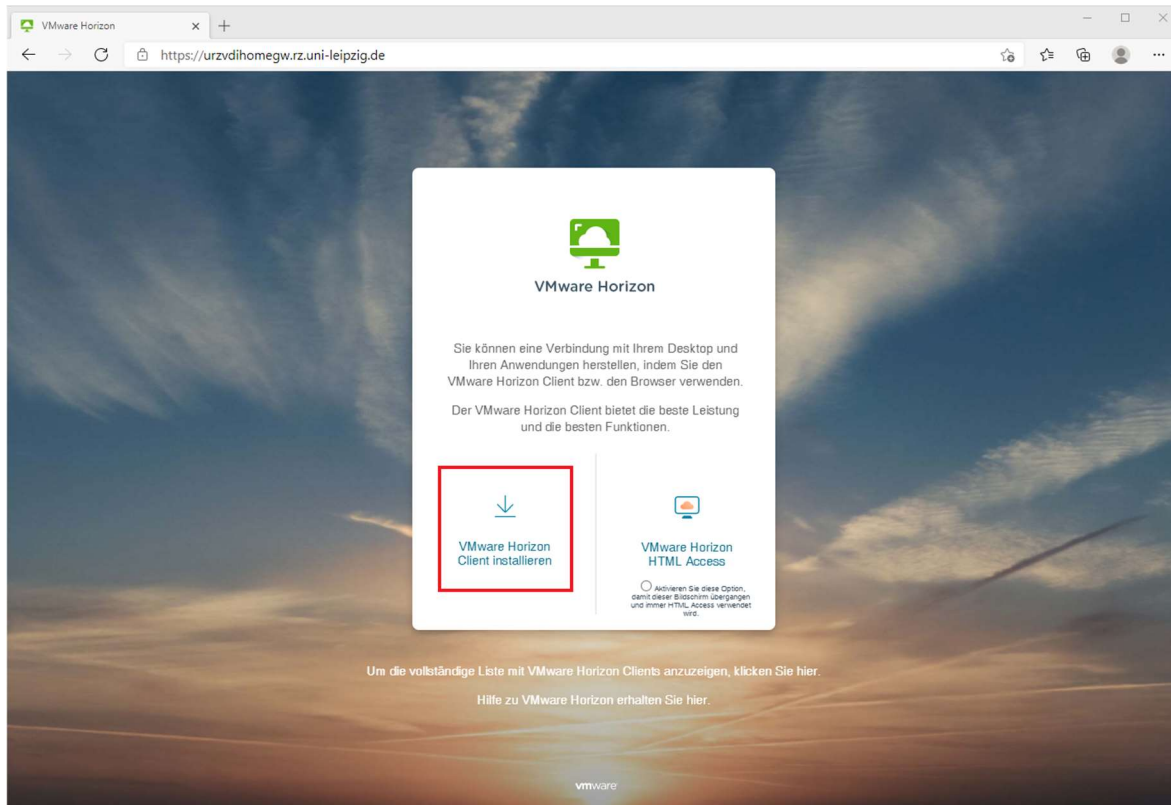 VMware Horizon
https://urzvdihomegw.rz.uni-leipzig.de
VMware Horizon
Sie können eine Verbindung mit Ihrem Desktop und
Ihren Anwendungen herstellen, indem Sie den
VMware Horizon Client bzw. den Browser verwenden.
Der VMware Horizon Client bietet die beste Leistung
und die besten Funktionen.
VMware Horizon
Client installieren
VMware Horizon
HTML Access
Aktivieren Sie diese Option,
damit dieser Bildschirm übergangen
und immer HTML Access verwendet
wird.
Um die vollständige Liste mit VMware Horizon Clients anzuzeigen, klicken Sie hier.
Hilfe zu VMware Horizon erhalten Sie hier.
vmware